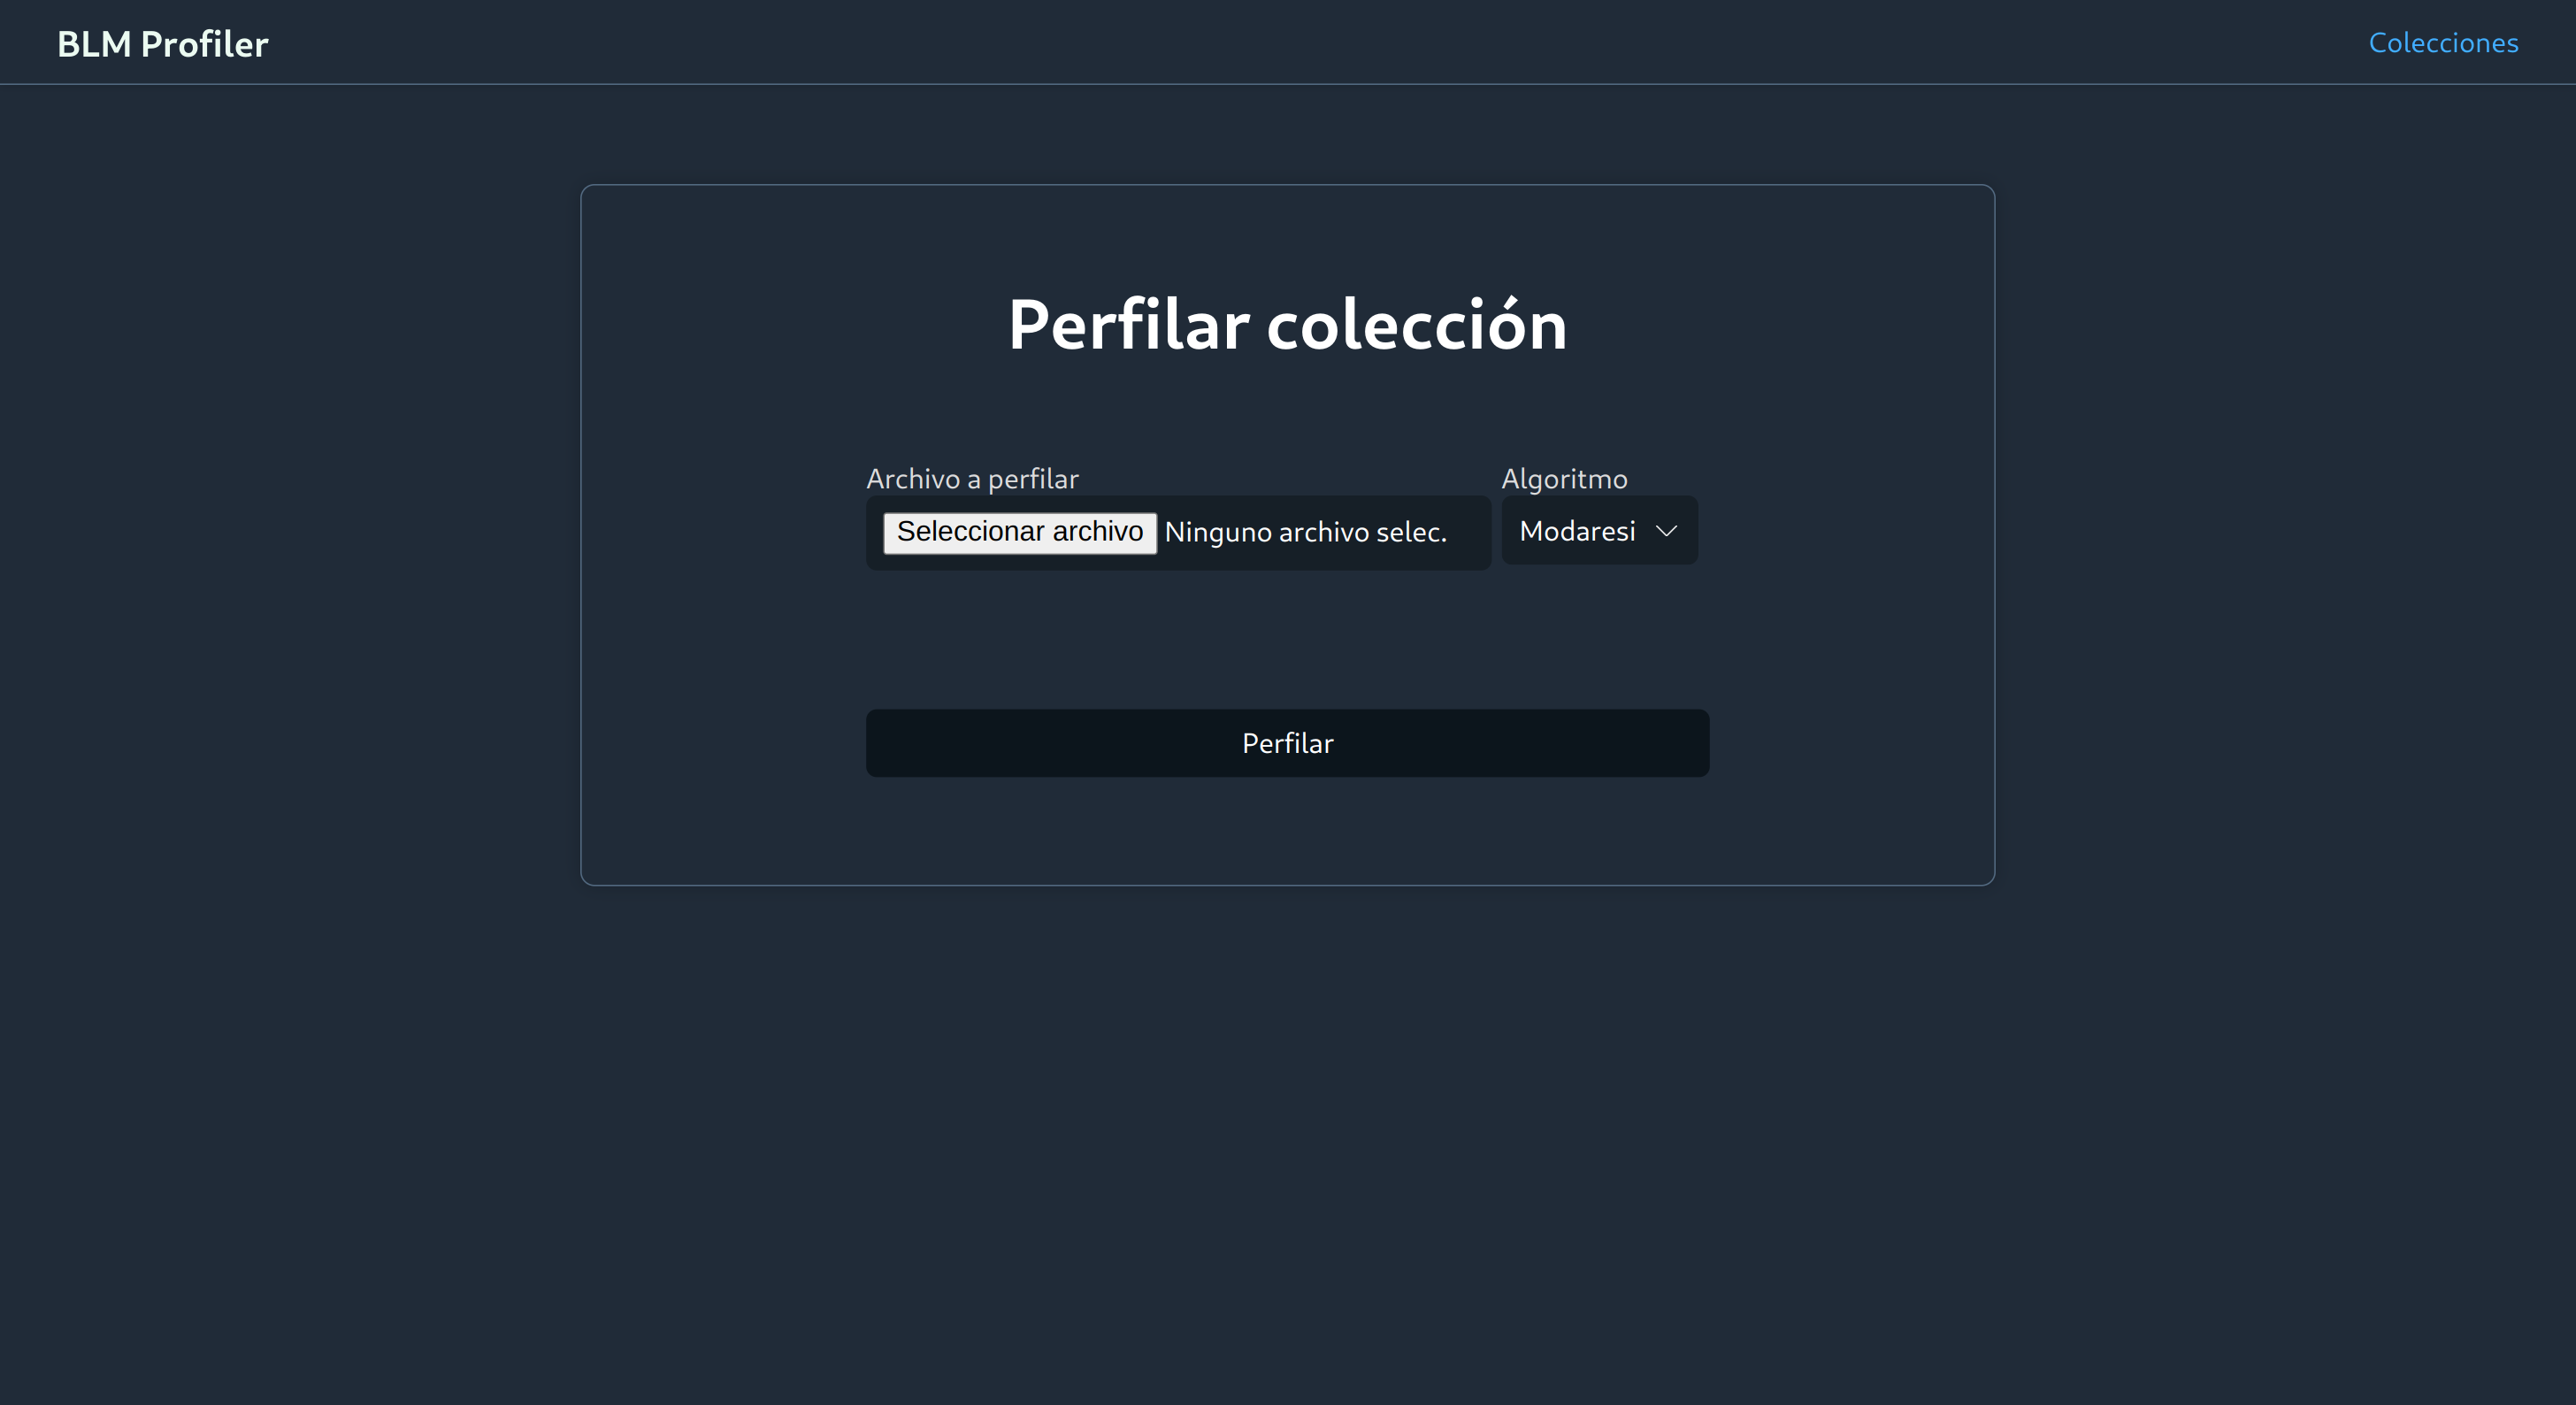 BLM Profiler
Colecciones
Perfilar colección
Archivo a perfilar
Algoritmo
Seleccionar archivo Ninguno archivo selec.
Modaresi
Perfilar